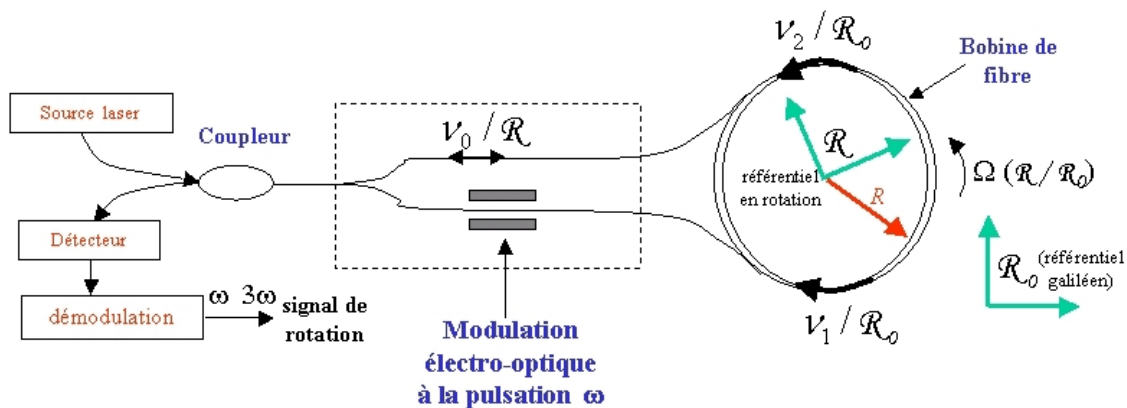 ν₂ / ℛ₀
Bobine de
fibre
Source laser
Coupleur
ν₀ / ℛ
ℛ
référentiel
en rotation
R
Ω (ℛ/ℛ₀)
ℛ₀ (référentiel
galiléen)
Détecteur
démodulation
ω 3ω
signal de
rotation
Modulation
électro-optique
à la pulsation ω
ν₁ / ℛ₀